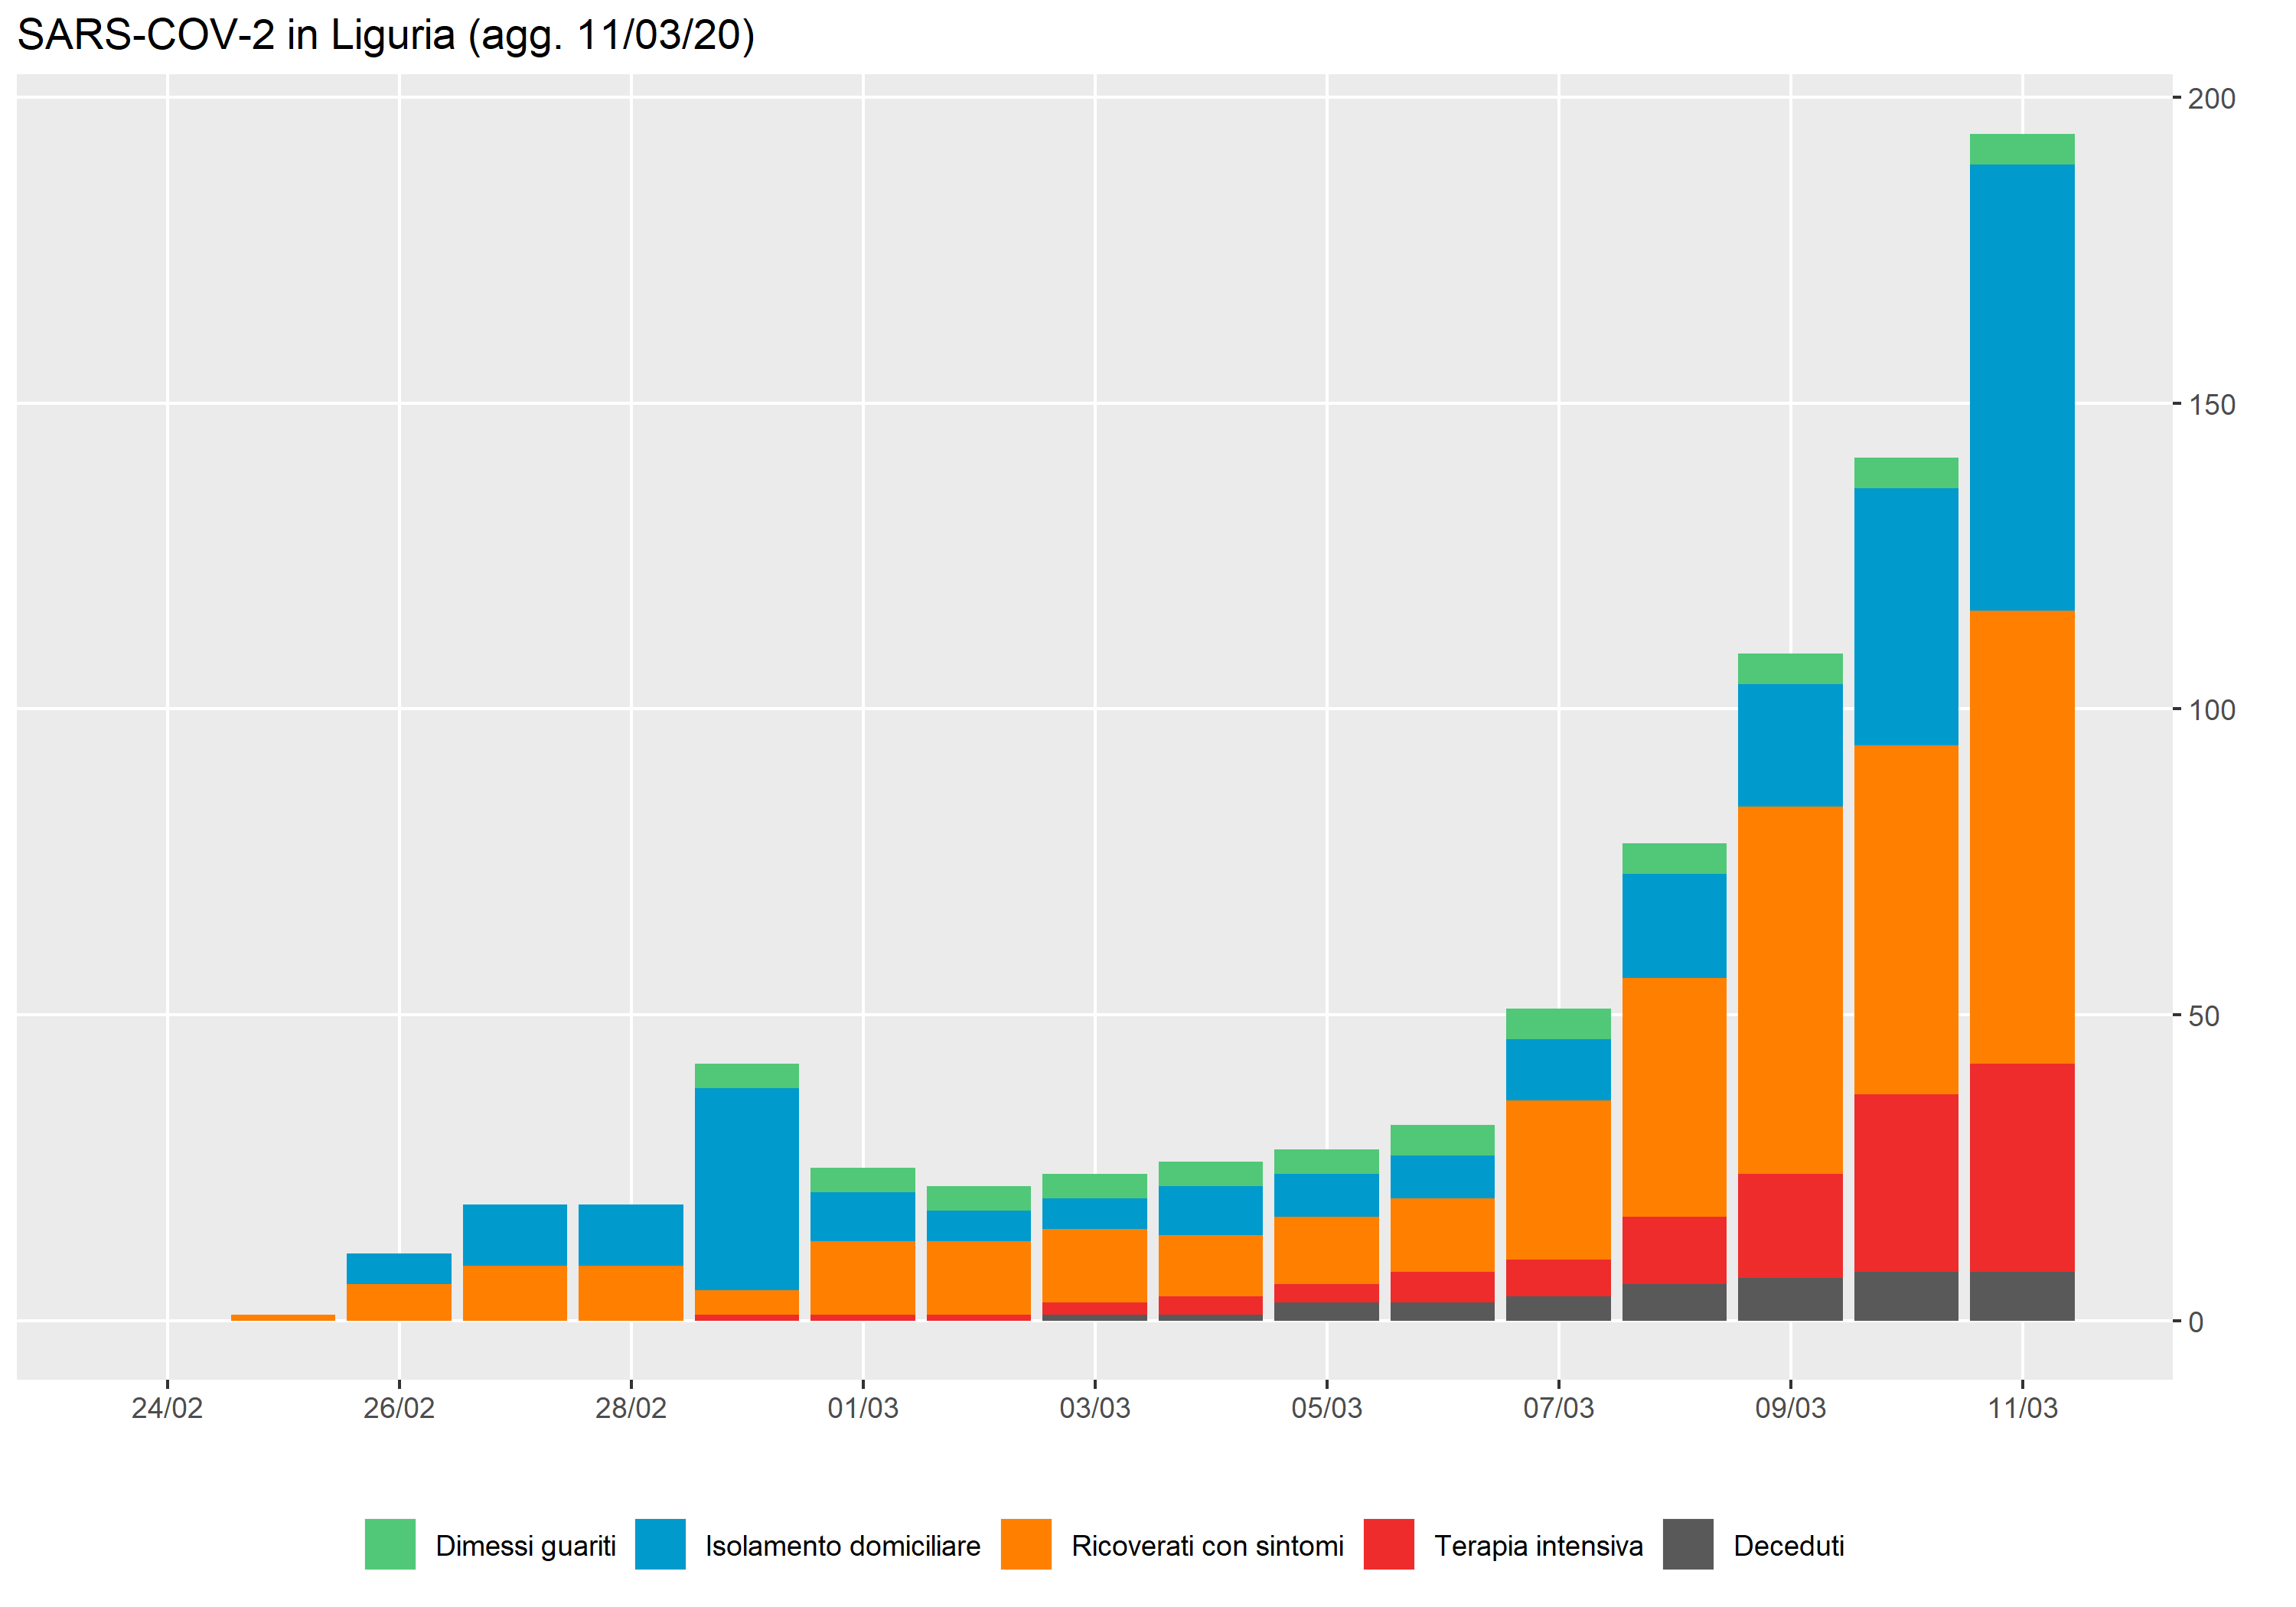 SARS-COV-2 in Liguria (agg. 11/03/20)
200
150
100
50
0
24/02 26/02 28/02 01/03 03/03 05/03 07/03 09/03 11/03
Dimessi guariti Isolamento domiciliare Ricoverati con sintomi Terapia intensiva Deceduti